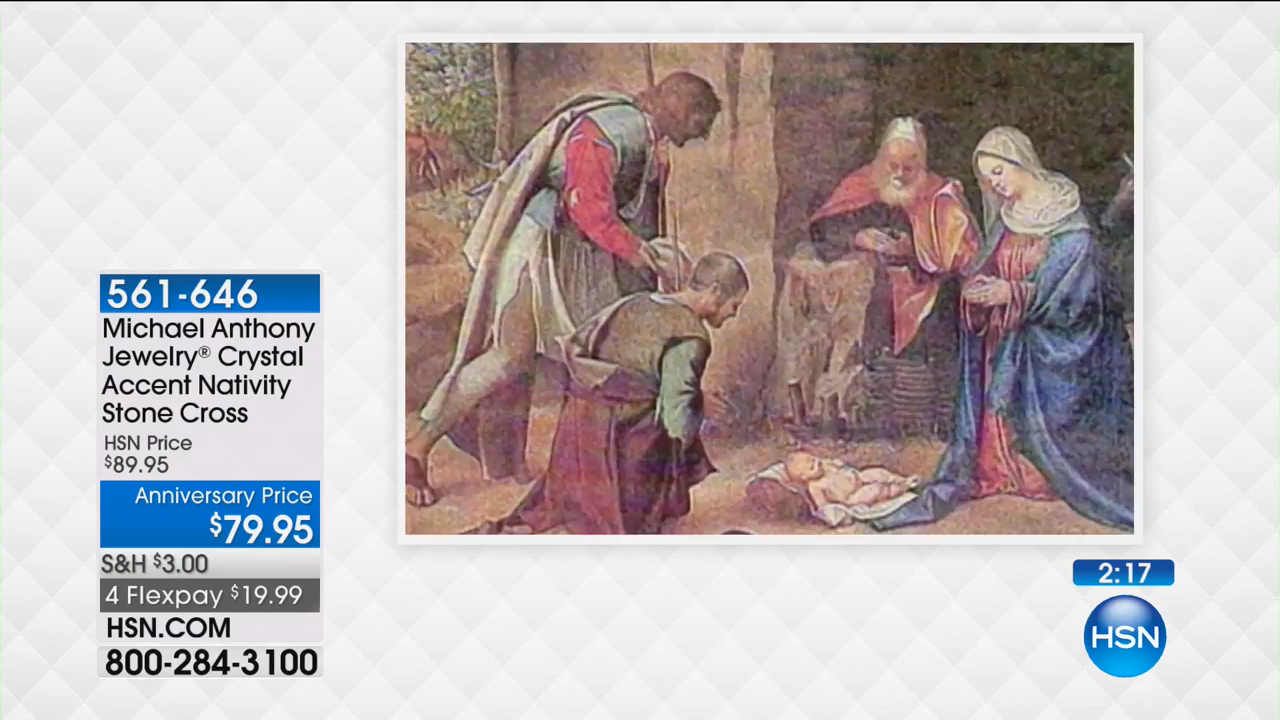 561-646
Michael Anthony
Jewelry® Crystal
Accent Nativity
Stone Cross
HSN Price
$89.95
Anniversary Price
$79.95
S&H $3.00
4 Flexpay $19.99
HSN.COM
800-284-3100
2:17
HSN